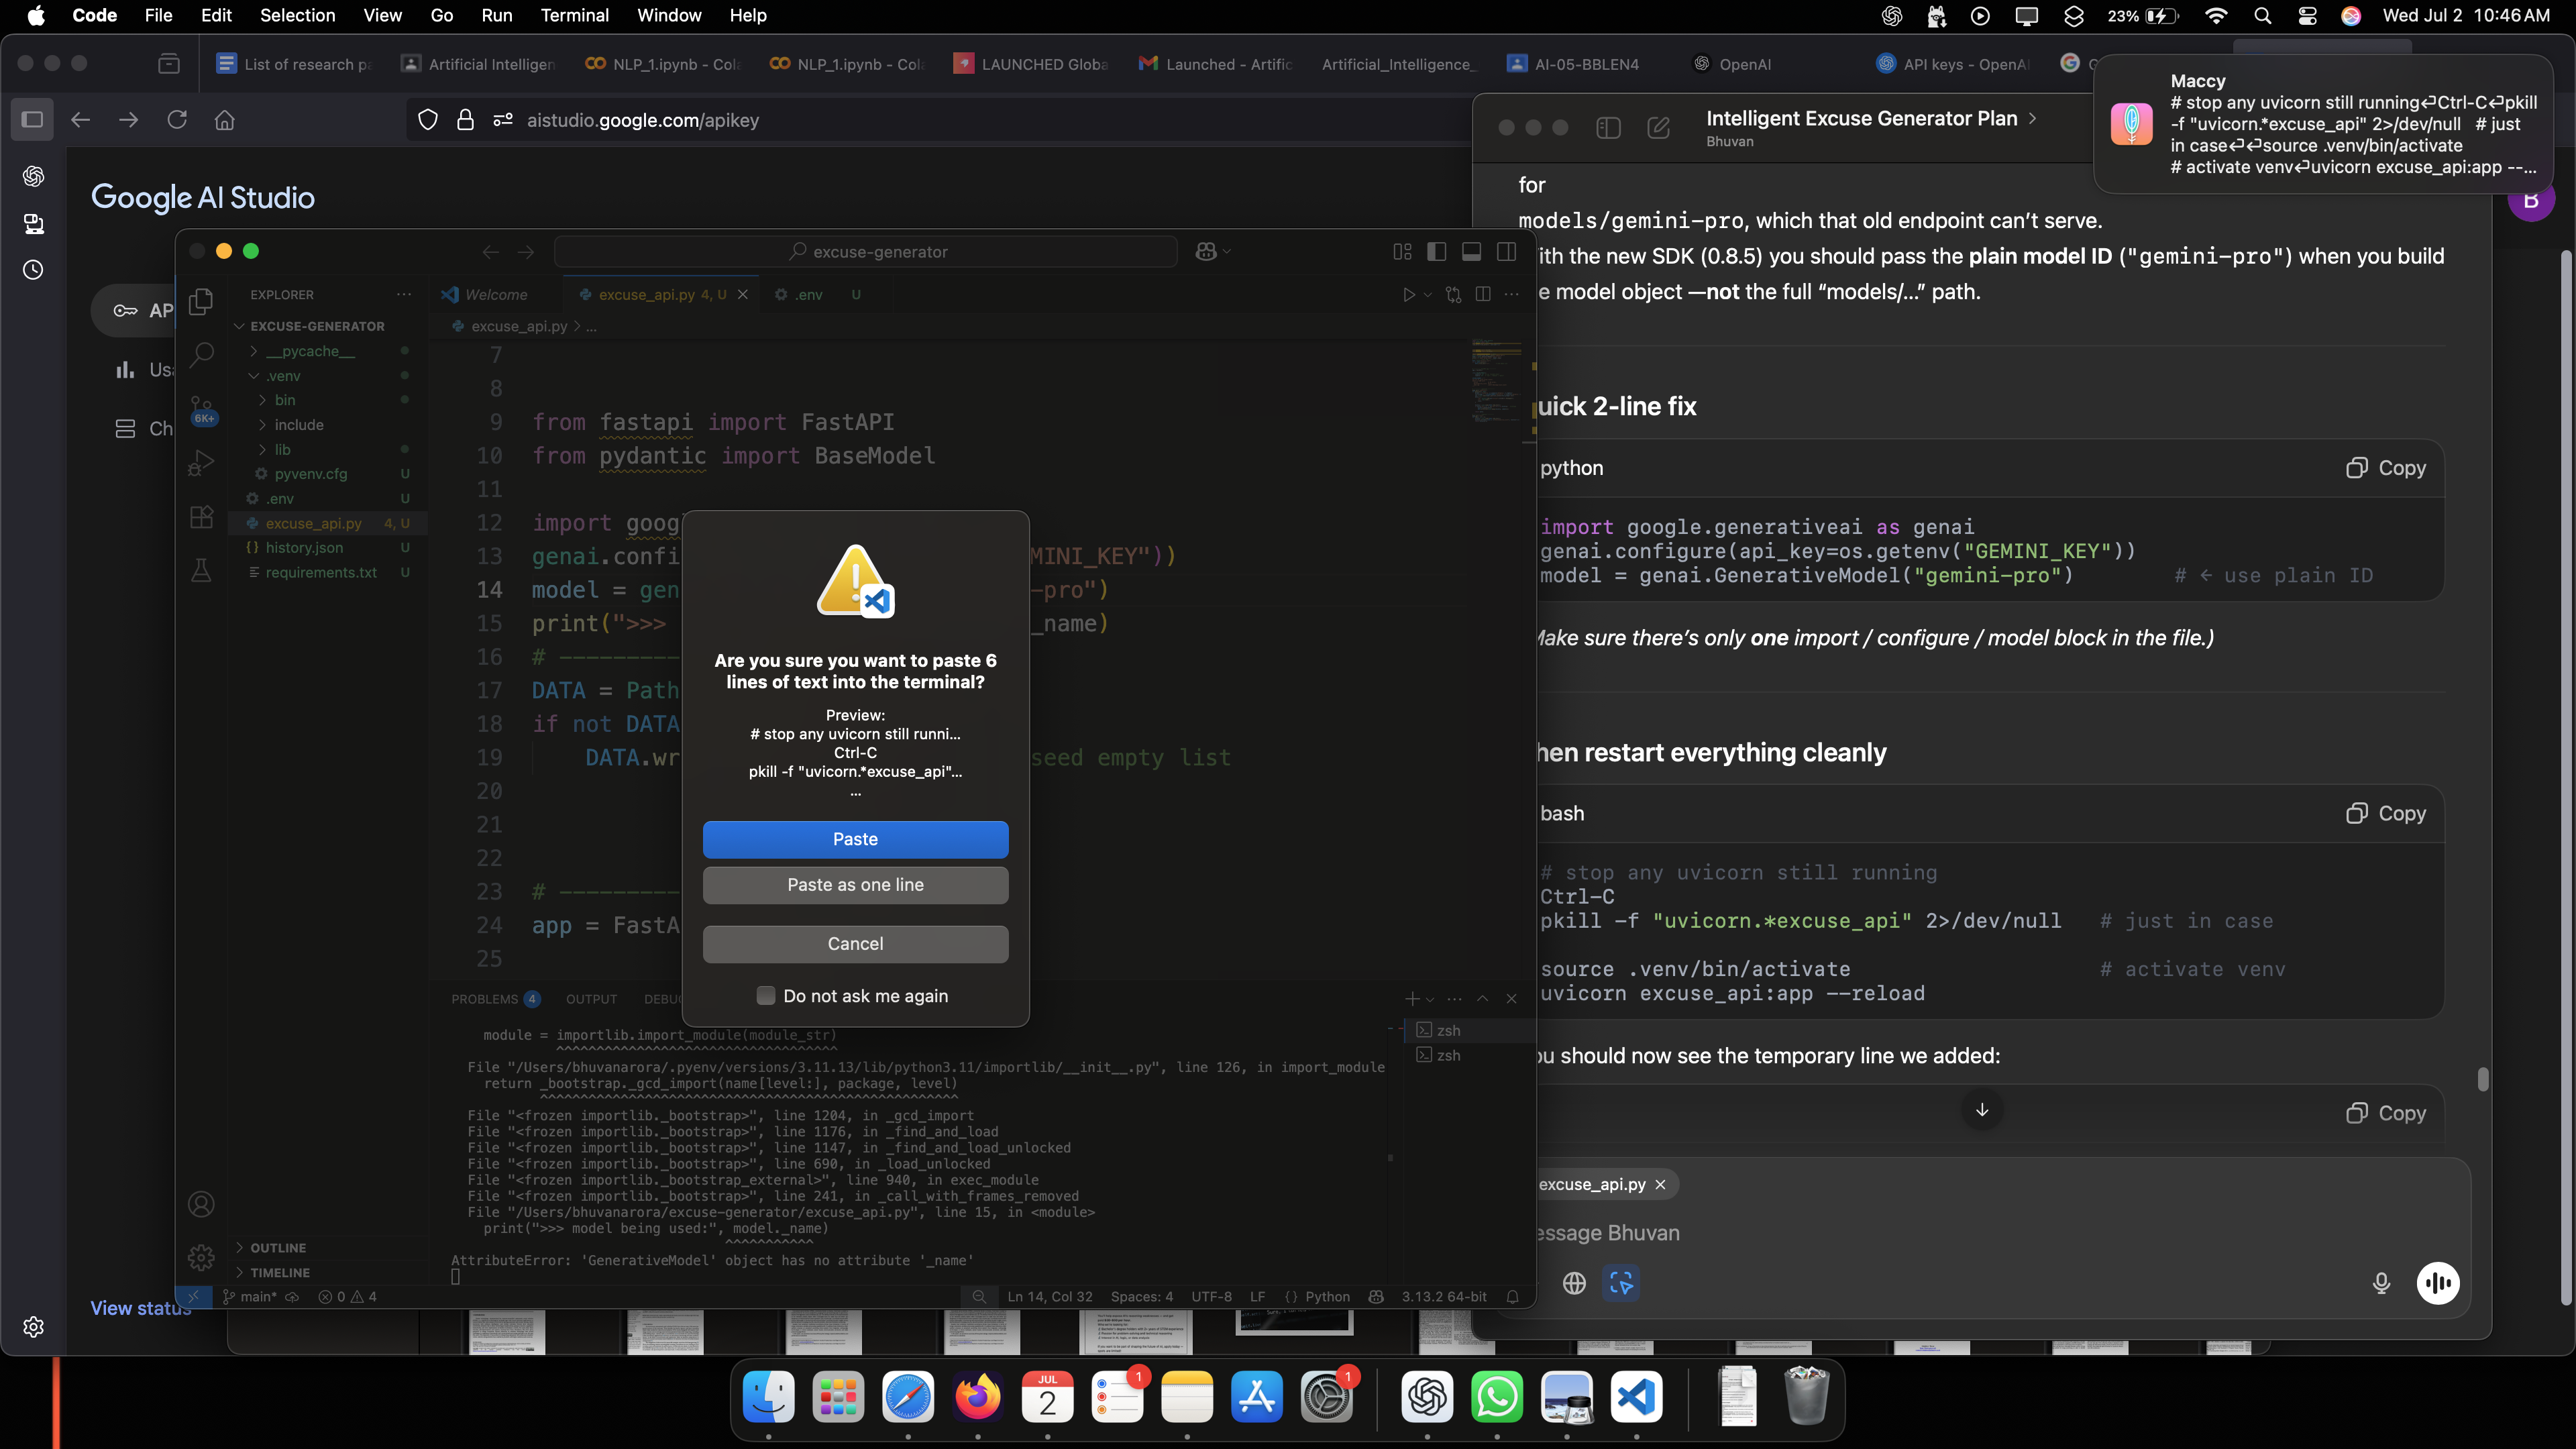 Code File Edit Selection View Go Run Terminal Window Help
23% Wed Jul 2 10:46 AM
List of research pa
Artificial Intelligen
NLP_1.ipynb - Cola
NLP_1.ipynb - Cola
LAUNCHED Globa
Launched - Artific
Artificial_Intelligence_
AI-05-BBLEN4
OpenAI
API keys - OpenAI
aistudio.google.com/apikey
Maccy
# stop any uvicorn still running⏎Ctrl-C⏎pkill
-f "uvicorn.*excuse_api" 2>/dev/null # just
in case⏎⏎source .venv/bin/activate
# activate venv⏎uvicorn excuse_api:app --...
B
Google AI Studio
AP
Usa
Ch
View status
excuse-generator
EXPLORER
Welcome
excuse_api.py 4, U
.env U
EXCUSE-GENERATOR
__pycache__
.venv
bin
include
lib
pyvenv.cfg U
.env U
excuse_api.py 4, U
history.json U
requirements.txt U
6K+
OUTLINE
TIMELINE
excuse_api.py > ...
7
8
9 from fastapi import FastAPI
10 from pydantic import BaseModel
11
12 import goog
13 genai.confi MINI_KEY"))
14 model = gen -pro")
15 print(">>> _name)
16 # ----------
17 DATA = Path
18 if not DATA
19 DATA.wr seed empty list
20
21
22
23 # ----------
24 app = FastA
25
Are you sure you want to paste 6
lines of text into the terminal?
Preview:
# stop any uvicorn still runni...
Ctrl-C
pkill -f "uvicorn.*excuse_api"...
...
Paste
Paste as one line
Cancel
Do not ask me again
PROBLEMS 4 OUTPUT DEBU
zsh
zsh
module = importlib.import_module(module_str)
^^^^^^^^^^^^^^^^^^^^^^^^^^^^^^^^^^^
File "/Users/bhuvanarora/.pyenv/versions/3.11.13/lib/python3.11/importlib/__init__.py", line 126, in import_module
return _bootstrap._gcd_import(name[level:], package, level)
^^^^^^^^^^^^^^^^^^^^^^^^^^^^^^^^^^^^^^^^^^^^^^^^^^^^
File "<frozen importlib._bootstrap>", line 1204, in _gcd_import
File "<frozen importlib._bootstrap>", line 1176, in _find_and_load
File "<frozen importlib._bootstrap>", line 1147, in _find_and_load_unlocked
File "<frozen importlib._bootstrap>", line 690, in _load_unlocked
File "<frozen importlib._bootstrap_external>", line 940, in exec_module
File "<frozen importlib._bootstrap>", line 241, in _call_with_frames_removed
File "/Users/bhuvanarora/excuse-generator/excuse_api.py", line 15, in <module>
print(">>> model being used:", model._name)
^^^^^^^^^^^
AttributeError: 'GenerativeModel' object has no attribute '_name'
main* 0 4 Ln 14, Col 32 Spaces: 4 UTF-8 LF {} Python 3.13.2 64-bit
Intelligent Excuse Generator Plan >
Bhuvan
for
models/gemini-pro, which that old endpoint can’t serve.
ith the new SDK (0.8.5) you should pass the plain model ID ("gemini-pro") when you build
e model object —not the full “models/…” path.
uick 2-line fix
python Copy
import google.generativeai as genai
genai.configure(api_key=os.getenv("GEMINI_KEY"))
model = genai.GenerativeModel("gemini-pro") # ← use plain ID
ake sure there’s only one import / configure / model block in the file.)
hen restart everything cleanly
bash Copy
# stop any uvicorn still running
Ctrl-C
pkill -f "uvicorn.*excuse_api" 2>/dev/null # just in case
source .venv/bin/activate # activate venv
uvicorn excuse_api:app --reload
ou should now see the temporary line we added:
Copy
excuse_api.py
essage Bhuvan
JUL
2
1
1